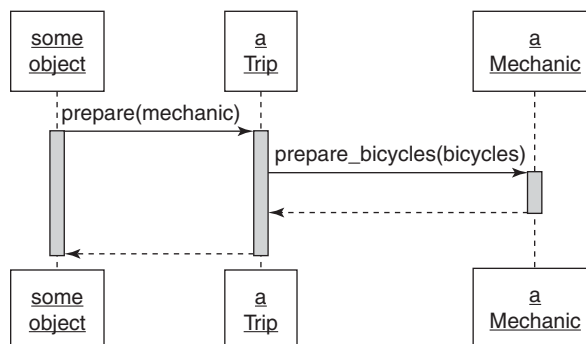 some
object
a
Trip
a
Mechanic
prepare(mechanic)
prepare_bicycles(bicycles)
some
object
a
Trip
a
Mechanic